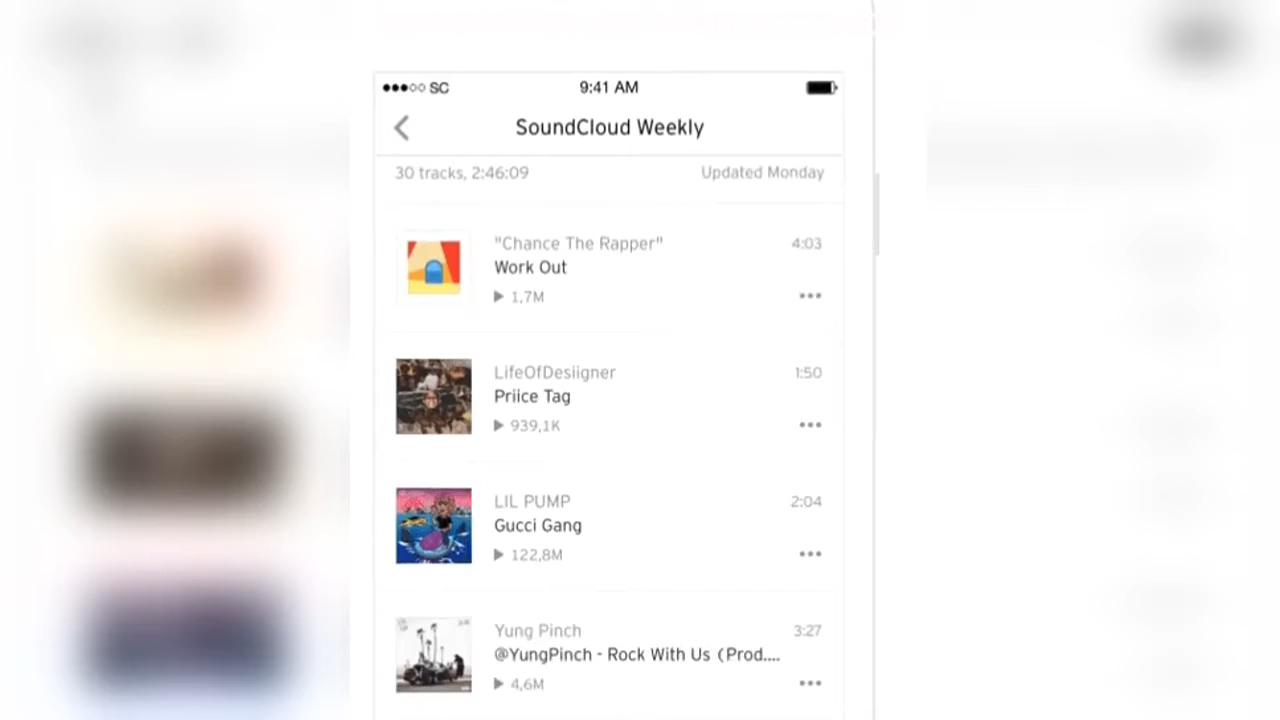 SC 9:41 AM
SoundCloud Weekly
30 tracks, 2:46:09 Updated Monday
"Chance The Rapper" 4:03
Work Out
1,7M
LifeOfDesiigner 1:50
Priice Tag
939,1K
LIL PUMP 2:04
Gucci Gang
122,8M
Yung Pinch 3:27
@YungPinch - Rock With Us (Prod....
4,6M